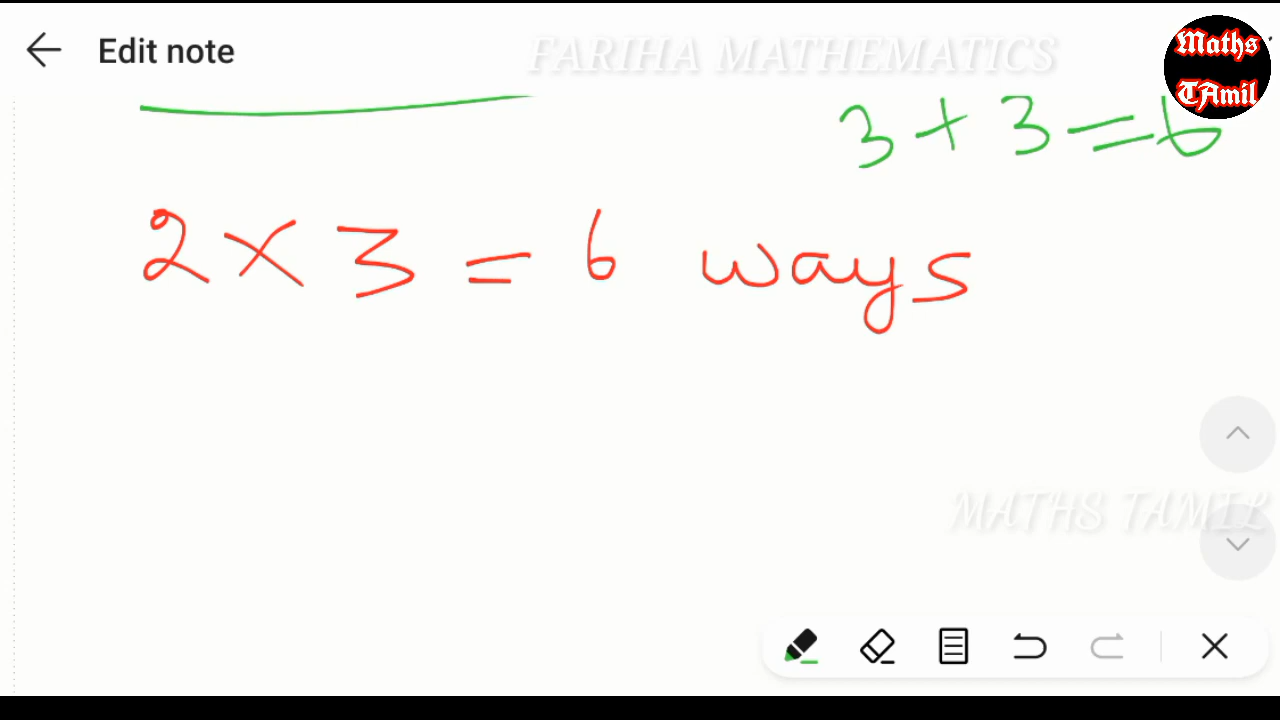 Edit note
FARIHA MATHEMATICS
Maths
TAmil
3 + 3 = 6
2 × 3 = 6 ways
MATHS TAMIL